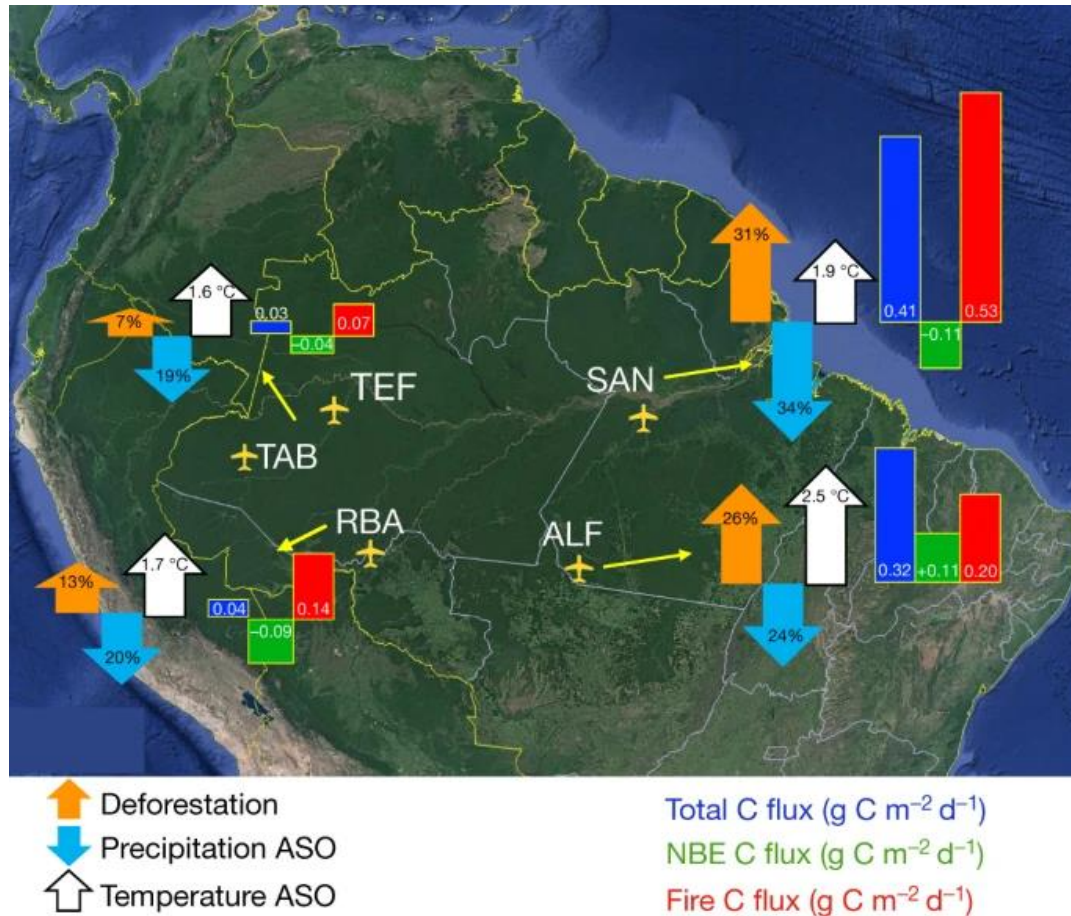 31%
1.9 °C
0.41
−0.11
0.53
34%
1.6 °C
7%
19%
0.03
−0.04
0.07
TEF
SAN
TAB
RBA
ALF
26%
2.5 °C
0.32
+0.11
0.20
24%
1.7 °C
13%
20%
0.04
−0.09
0.14
Deforestation
Precipitation ASO
Temperature ASO
Total C flux (g C m⁻² d⁻¹)
NBE C flux (g C m⁻² d⁻¹)
Fire C flux (g C m⁻² d⁻¹)